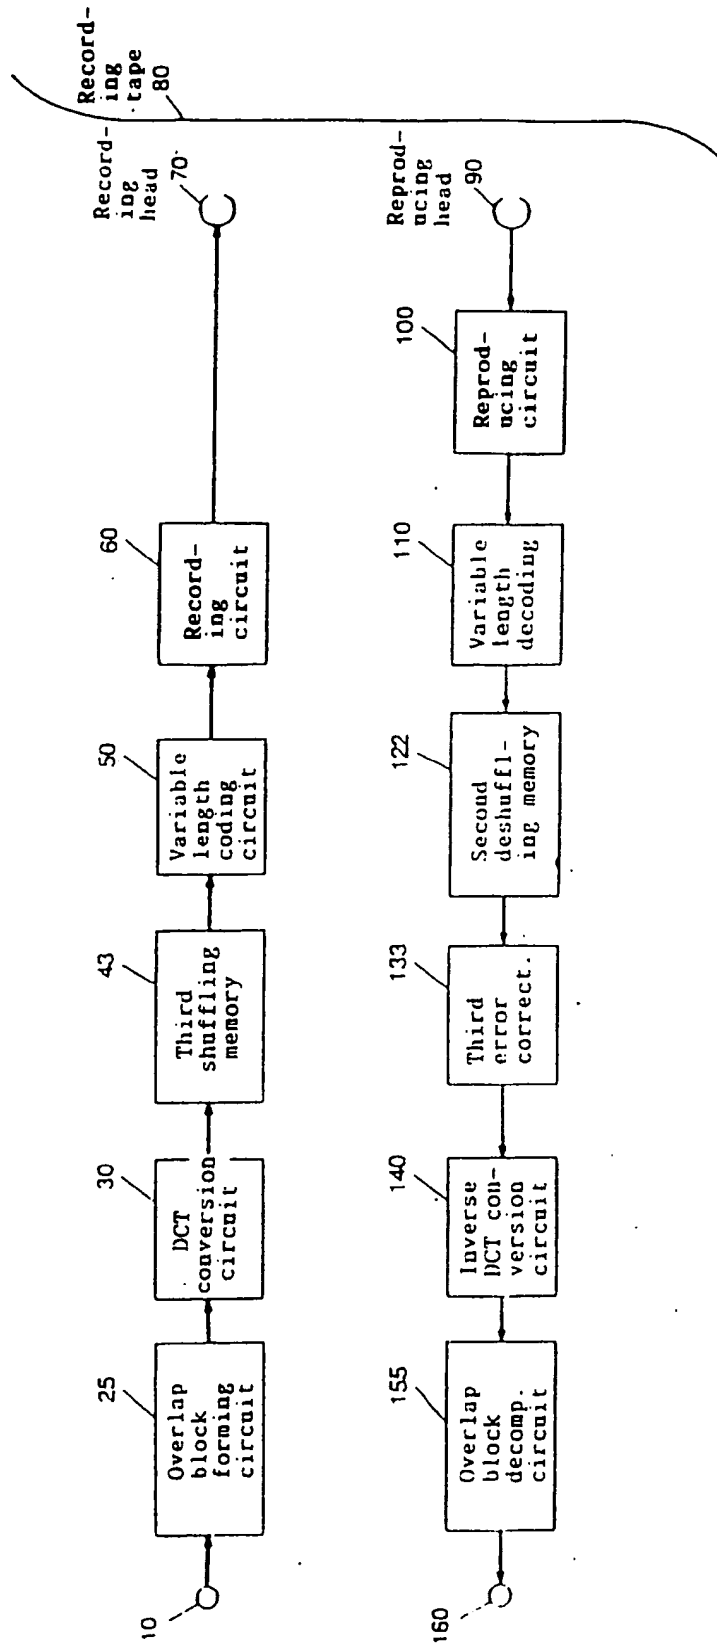 10
25
Overlap
block
forming
circuit
30
DCT
conversion
circuit
43
Third
shuffling
memory
50
Variable
length
coding
circuit
60
Record-
ing
circuit
Record-
ing
head
70
Record-
ing
tape
80
160
155
Overlap
block
decomp.
circuit
140
Inverse
DCT con-
version
circuit
133
Third
error
correct.
122
Second
deshuffl-
ing memory
110
Variable
length
decoding
100
Reprod-
ucing
circuit
Reprod-
ucing
head
90